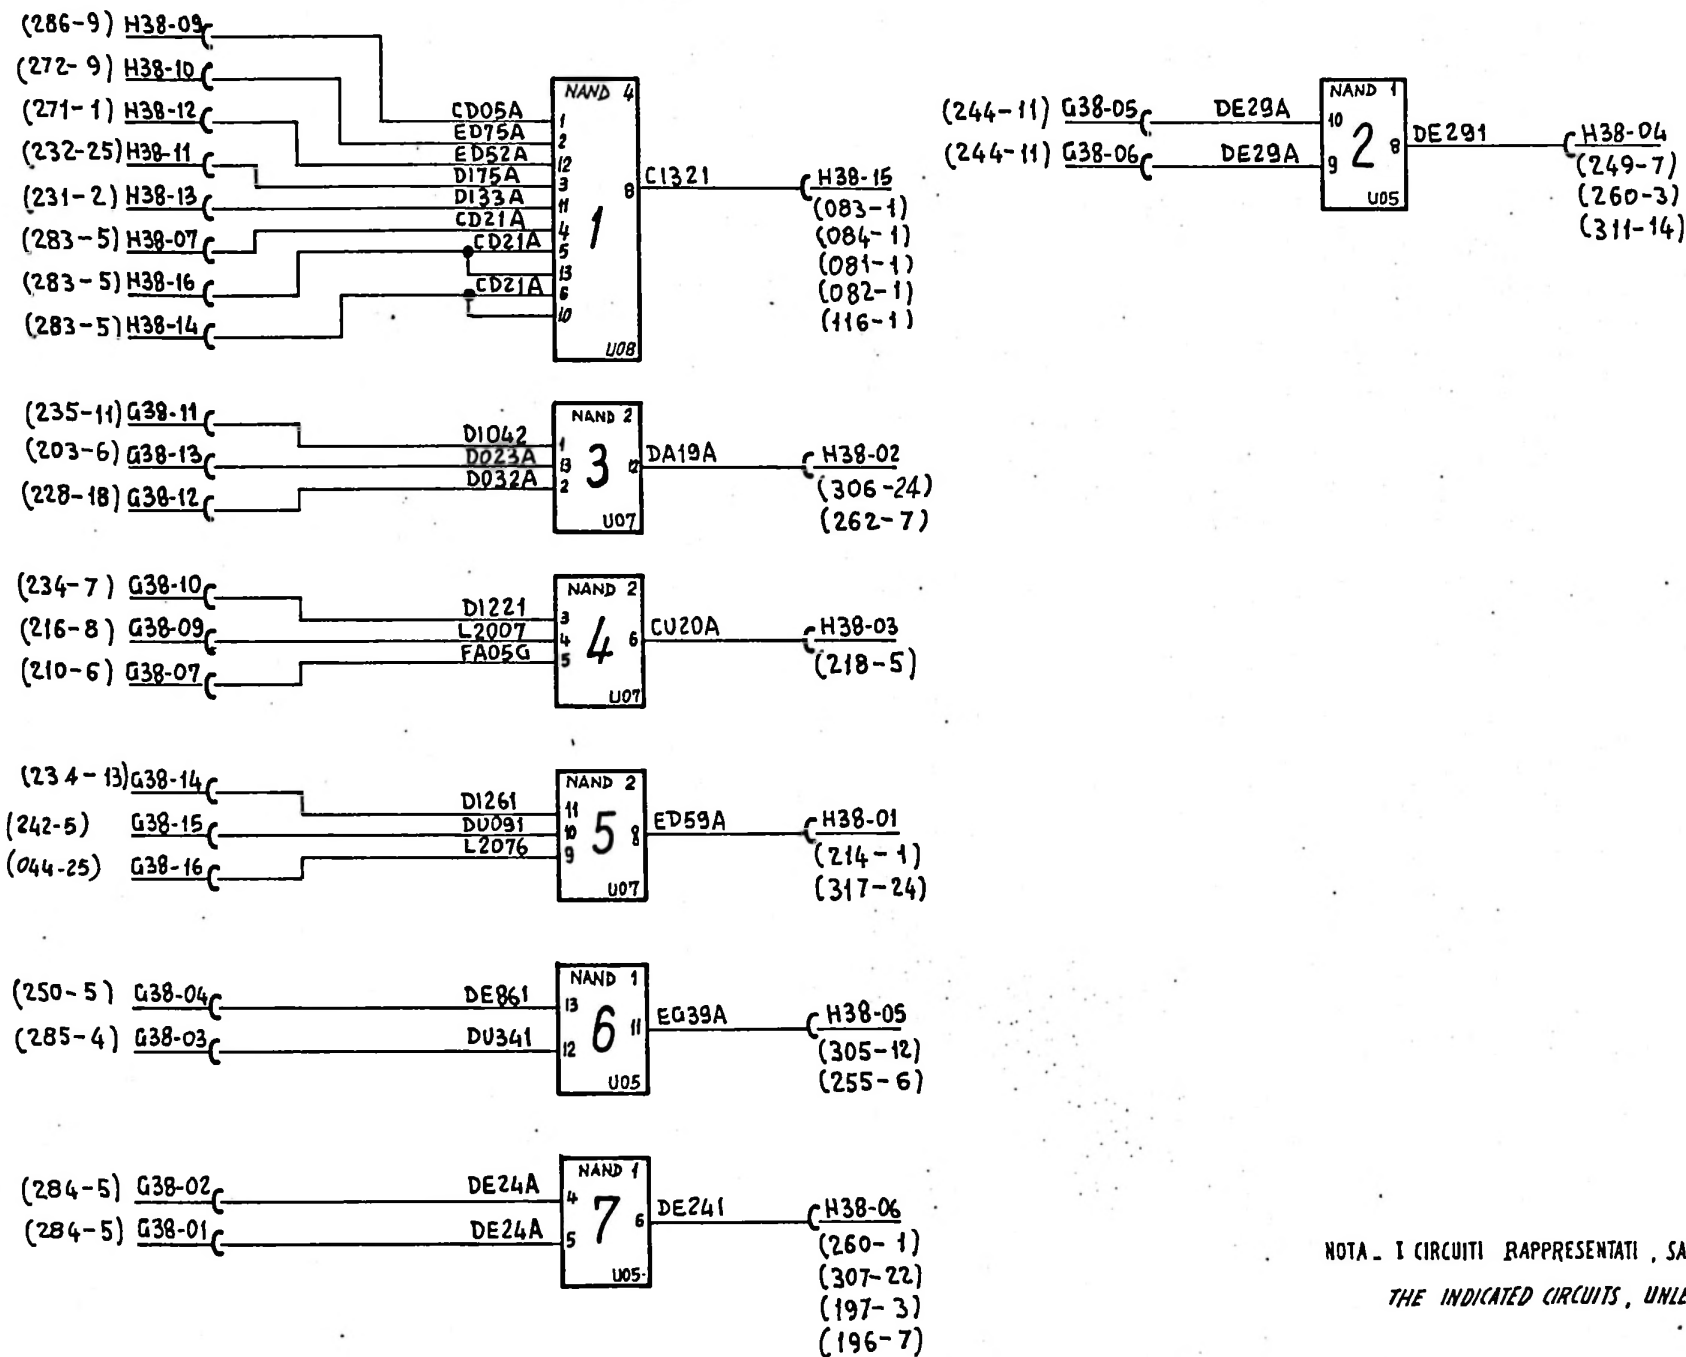 (286-9) H38-09
(272-9) H38-10
(271-1) H38-12
(232-25) H38-11
(231-2) H38-13
(283-5) H38-07
(283-5) H38-16
(283-5) H38-14
CD05A
ED75A
ED52A
DI75A
DI33A
CD21A
CD21A
CD21A
NAND 4
1
2
12
3
11
4
5
13
6
10
1
8
U08
CI321
H38-15
(083-1)
(084-1)
(081-1)
(082-1)
(116-1)
(244-11) G38-05 DE29A
(244-11) G38-06 DE29A
NAND 1
10
9
2
8
U05
DE291
H38-04
(249-7)
(260-3)
(311-14)
(235-11) G38-11
(203-6) G38-13
(228-18) G38-12
DI042
D023A
D032A
NAND 2
1
13
2
3
12
U07
DA19A
H38-02
(306-24)
(262-7)
(234-7) G38-10
(216-8) G38-09
(210-6) G38-07
DI221
L2007
FA05G
NAND 2
3
4
5
4
6
U07
CU20A
H38-03
(218-5)
(234-13) G38-14
(242-5) G38-15
(044-25) G38-16
DI261
DU091
L2076
NAND 2
11
10
9
5
8
U07
ED59A
H38-01
(214-1)
(317-24)
(250-5) G38-04 DE861
(285-4) G38-03 DU341
NAND 1
13
12
6
11
U05
EG39A
H38-05
(305-12)
(255-6)
(284-5) G38-02 DE24A
(284-5) G38-01 DE24A
NAND 1
4
5
7
6
U05
DE241
H38-06
(260-1)
(307-22)
(197-3)
(196-7)
NOTA_ I CIRCUITI RAPPRESENTATI , SA
THE INDICATED CIRCUITS, UNLE